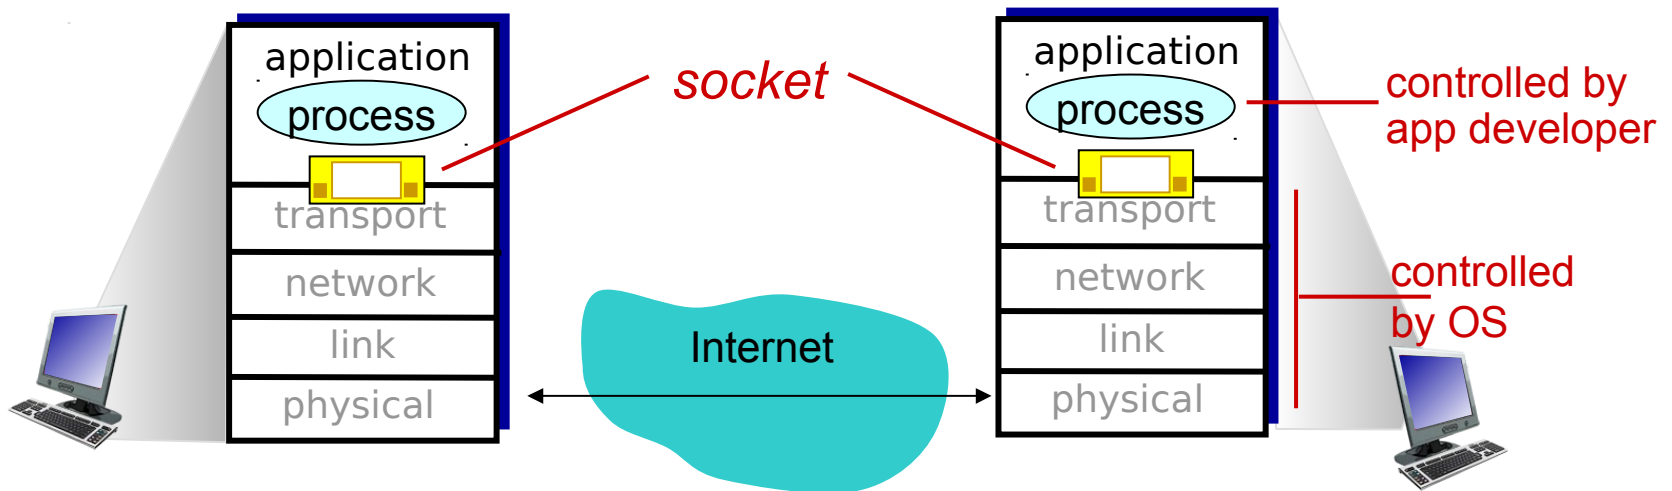 application
process
transport
network
link
physical
socket
Internet
application
process
transport
network
link
physical
controlled by
app developer
controlled
by OS